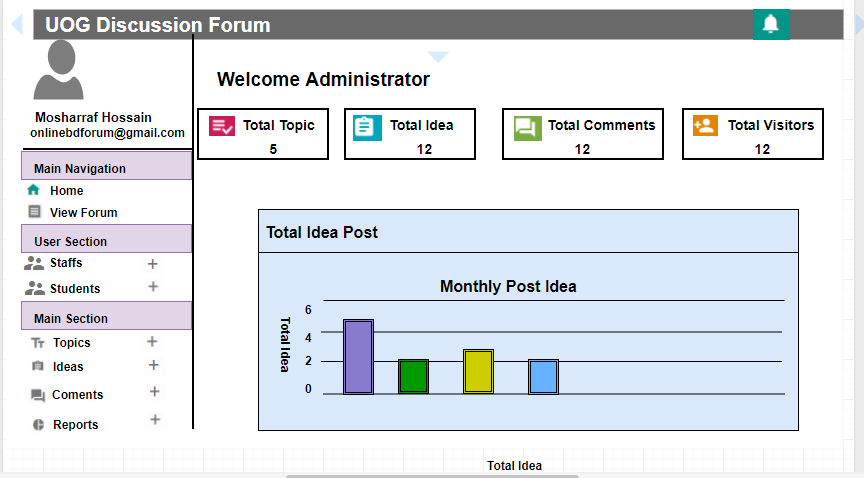 UOG Discussion Forum
Mosharraf Hossain
onlinebdforum@gmail.com
Main Navigation
Home
View Forum
User Section
Staffs +
Students +
Main Section
Topics +
Ideas +
Coments +
Reports +
Welcome Administrator
Total Topic
5
Total Idea
12
Total Comments
12
Total Visitors
12
Total Idea Post
Monthly Post Idea
Total Idea
6
4
2
0
Total Idea